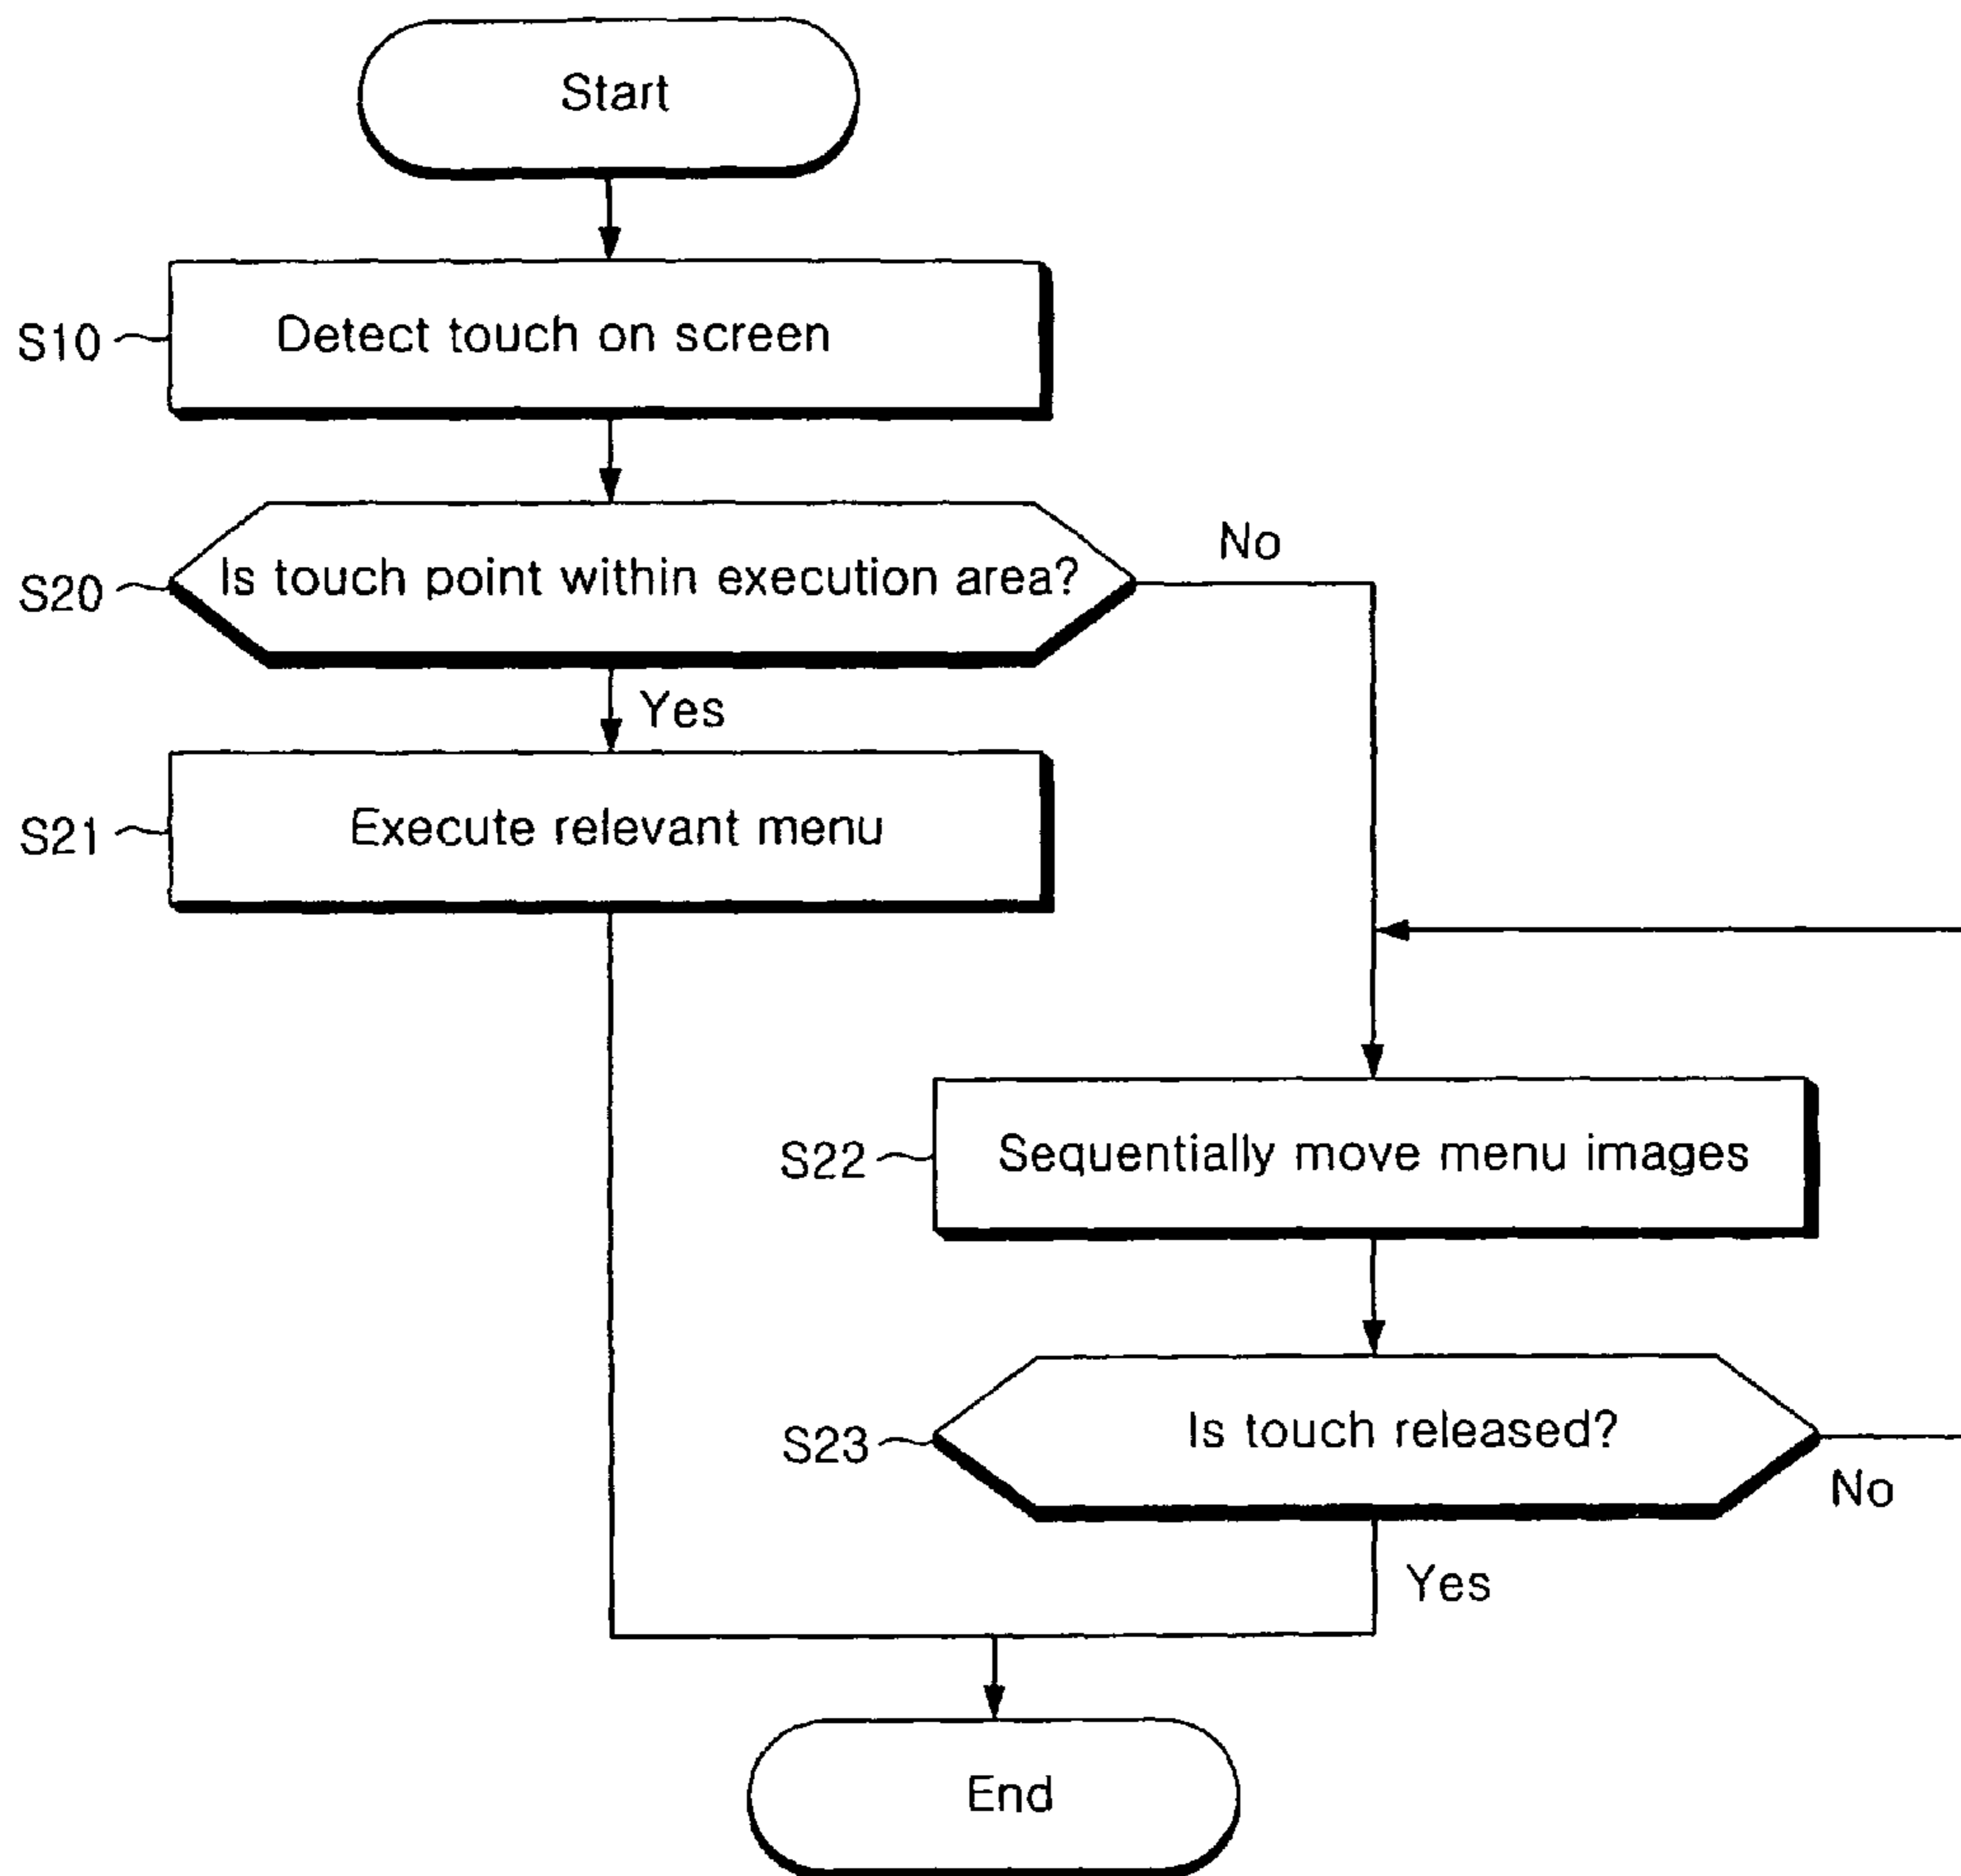 Start
S10
Detect touch on screen
S20
Is touch point within execution area?
No
Yes
S21
Execute relevant menu
S22
Sequentially move menu images
S23
Is touch released?
No
Yes
End